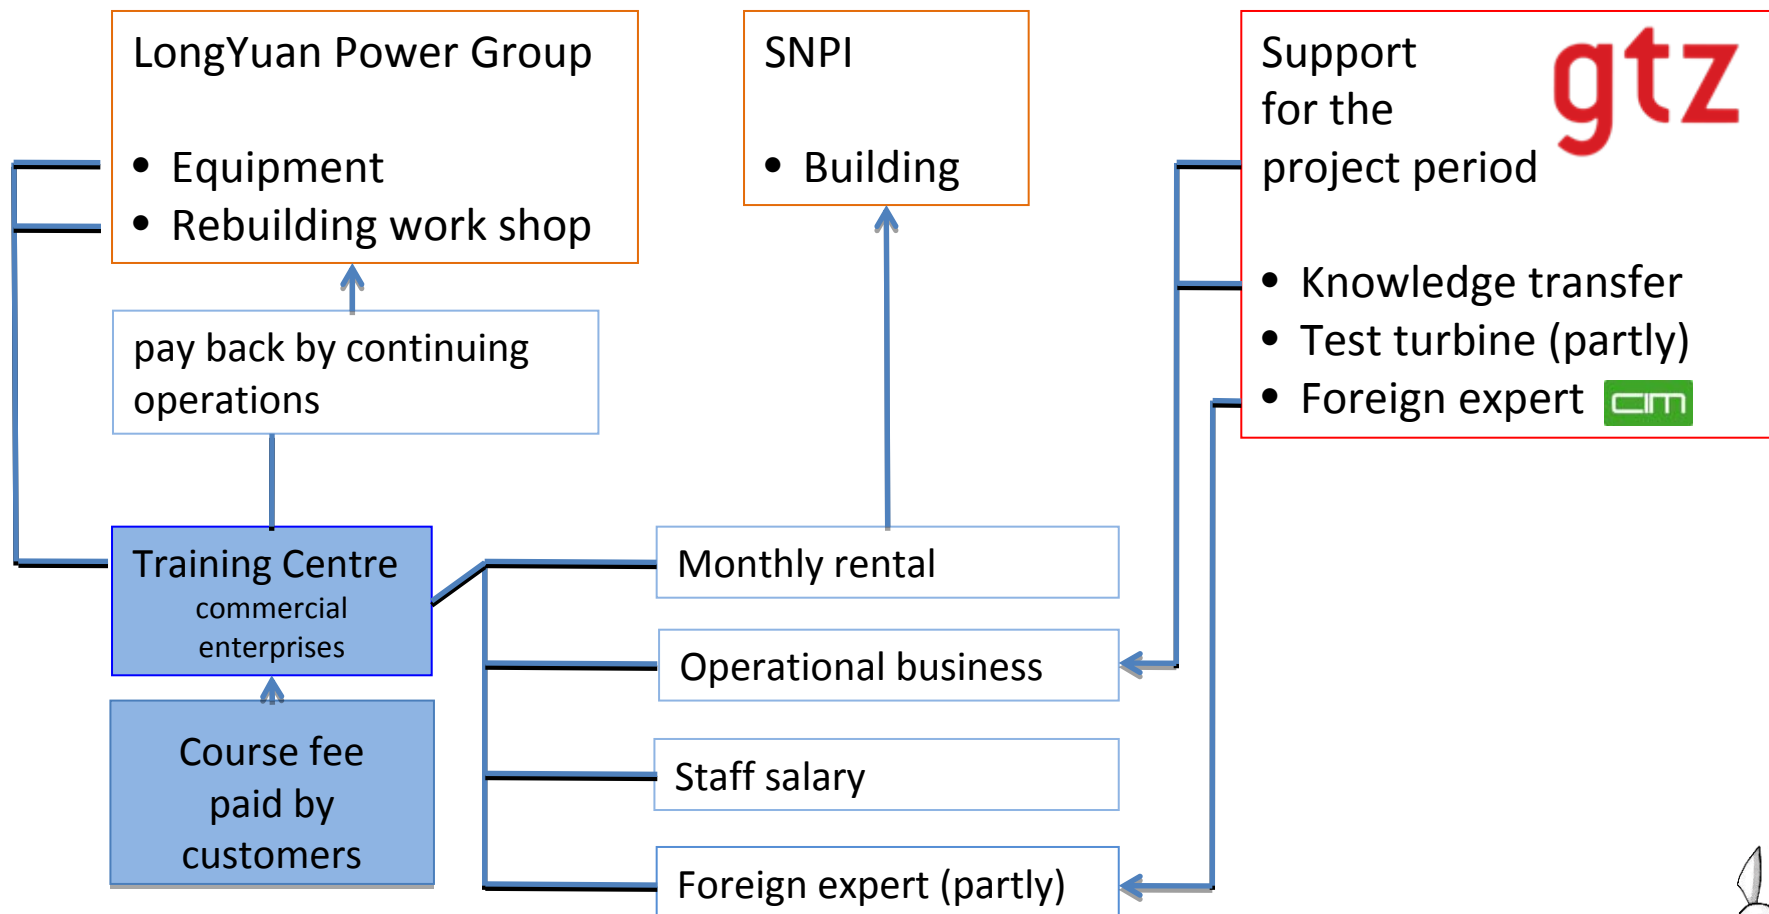 LongYuan Power Group
• Equipment
• Rebuilding work shop
SNPI
• Building
Support
for the
project period
gtz
• Knowledge transfer
• Test turbine (partly)
• Foreign expert
cim
pay back by continuing
operations
Training Centre
commercial
enterprises
Course fee
paid by
customers
Monthly rental
Operational business
Staff salary
Foreign expert (partly)